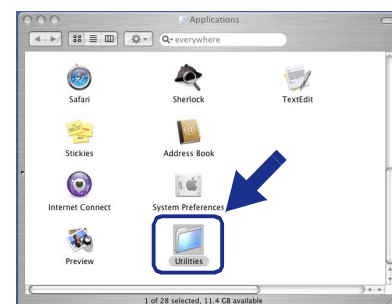 Applications
everywhere
Safari
Sherlock
TextEdit
Stickies
Address Book
Internet Connect
System Preferences
Preview
Utilities
1 of 28 selected, 11.4 GB available